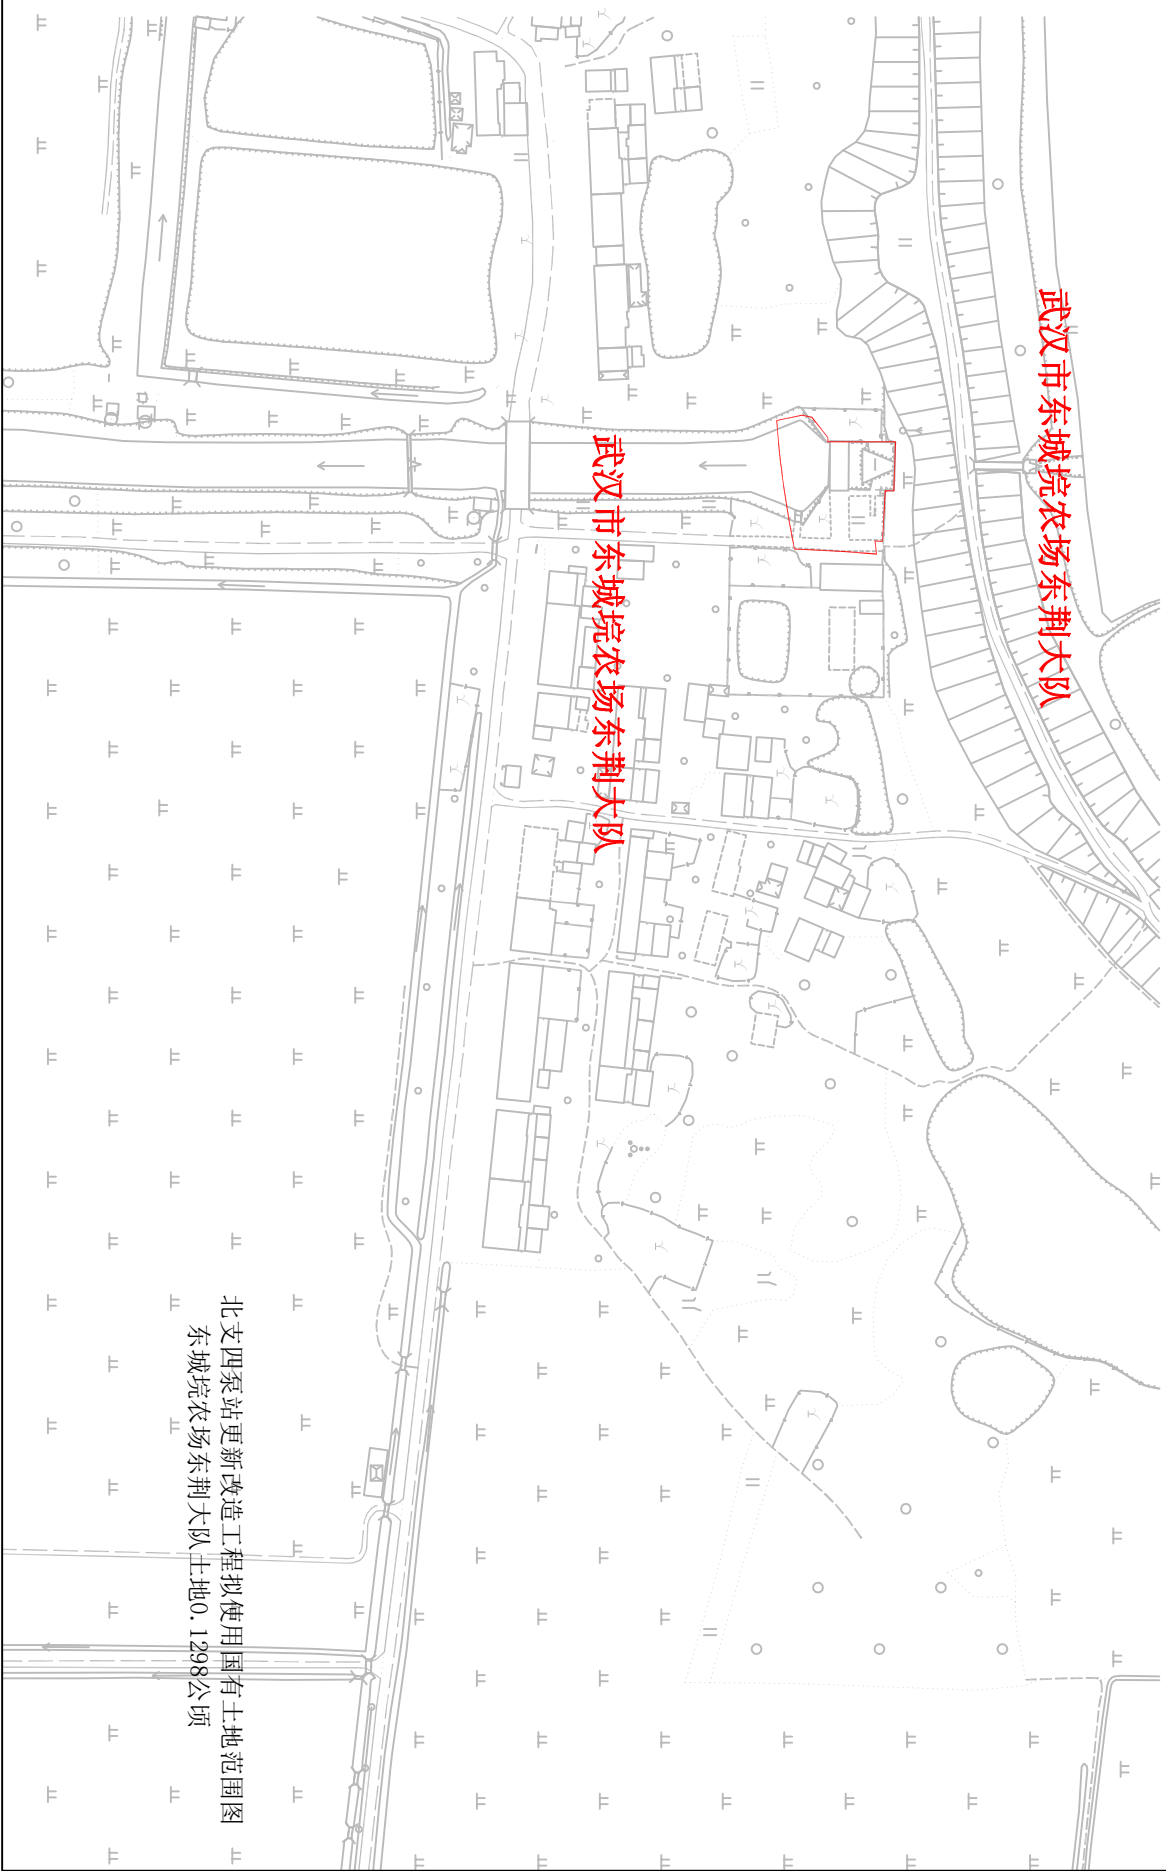 武汉市东城垸农场东荆大队
武汉市东城垸农场东荆大队
北支四泵站更新改造工程拟使用国有土地范围图
东城垸农场东荆大队土地0.1298公顷